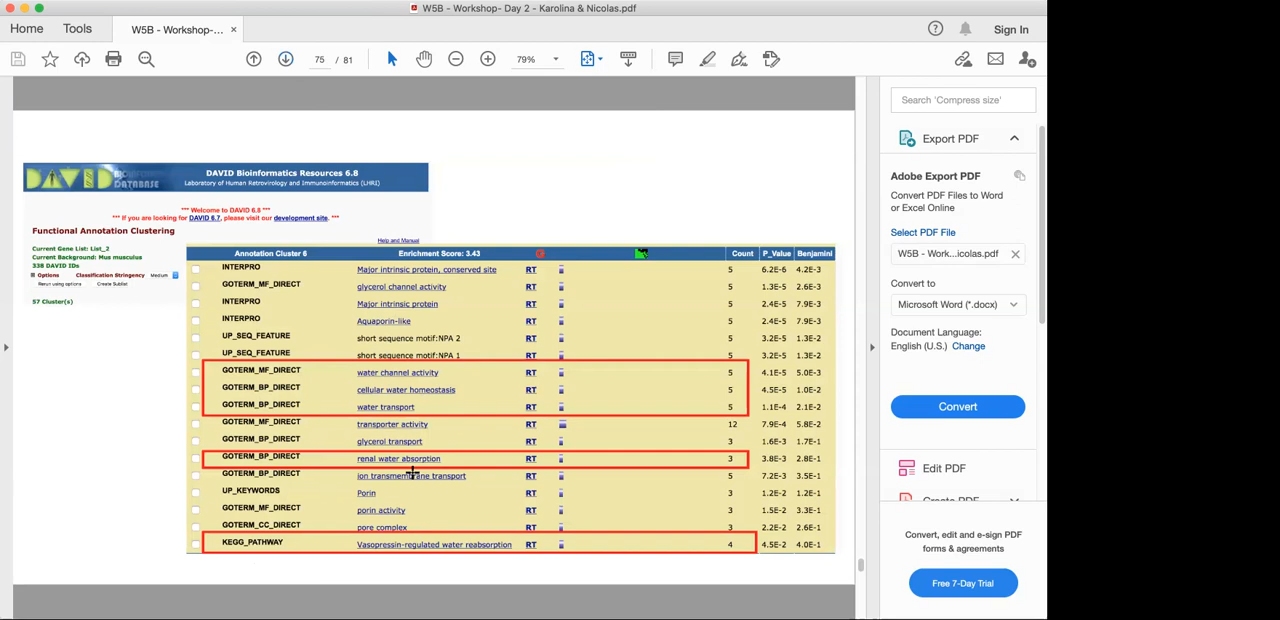 W5B - Workshop- Day 2 - Karolina & Nicolas.pdf
Home Tools W5B - Workshop-... × Sign In
75 / 81 79%
Search 'Compress size'
Export PDF
Adobe Export PDF
Convert PDF Files to Word
or Excel Online
Select PDF File
W5B - Work...icolas.pdf
Convert to
Microsoft Word (*.docx)
Document Language:
English (U.S.) Change
Convert
Edit PDF
Create PDF
Convert, edit and e-sign PDF
forms & agreements
Free 7-Day Trial
DAVID
BIOINFORMATICS
DATABASE
DAVID Bioinformatics Resources 6.8
Laboratory of Human Retrovirology and Immunoinformatics (LHRI)
*** Welcome to DAVID 6.8 ***
*** If you are looking for DAVID 6.7, please visit our development site. ***
Functional Annotation Clustering
Help and Manual
Current Gene List: List_2
Current Background: Mus musculus
338 DAVID IDs
Options Classification Stringency Medium
Rerun using options Create Sublist
57 Cluster(s)
Annotation Cluster 6 Enrichment Score: 3.43 G Count P_Value Benjamini
INTERPRO Major intrinsic protein, conserved site RT 5 6.2E-6 4.2E-3
GOTERM_MF_DIRECT glycerol channel activity RT 5 1.3E-5 2.6E-3
INTERPRO Major intrinsic protein RT 5 2.4E-5 7.9E-3
INTERPRO Aquaporin-like RT 5 2.4E-5 7.9E-3
UP_SEQ_FEATURE short sequence motif:NPA 2 RT 5 3.2E-5 1.3E-2
UP_SEQ_FEATURE short sequence motif:NPA 1 RT 5 3.2E-5 1.3E-2
GOTERM_MF_DIRECT water channel activity RT 5 4.1E-5 5.0E-3
GOTERM_BP_DIRECT cellular water homeostasis RT 5 4.5E-5 1.0E-2
GOTERM_BP_DIRECT water transport RT 5 1.1E-4 2.1E-2
GOTERM_MF_DIRECT transporter activity RT 12 7.9E-4 5.8E-2
GOTERM_BP_DIRECT glycerol transport RT 3 1.6E-3 1.7E-1
GOTERM_BP_DIRECT renal water absorption RT 3 3.8E-3 2.8E-1
GOTERM_BP_DIRECT ion transmembrane transport RT 5 7.2E-3 3.5E-1
UP_KEYWORDS Porin RT 3 1.2E-2 1.2E-1
GOTERM_MF_DIRECT porin activity RT 3 1.5E-2 3.3E-1
GOTERM_CC_DIRECT pore complex RT 3 2.2E-2 2.6E-1
KEGG_PATHWAY Vasopressin-regulated water reabsorption RT 4 4.5E-2 4.0E-1